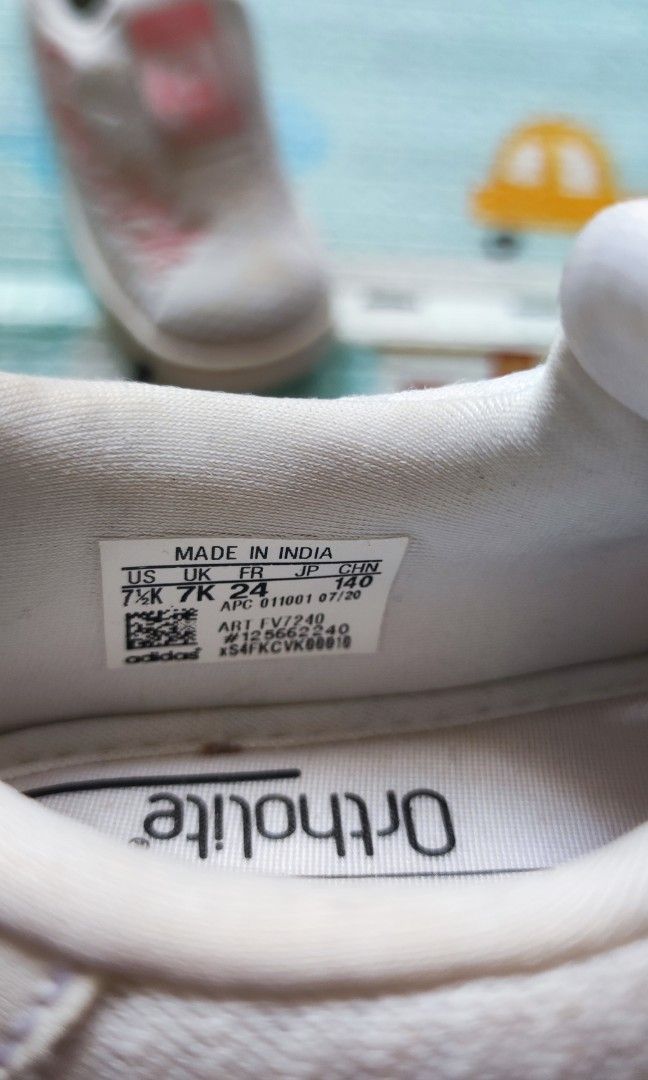 MADE IN INDIA
US UK FR JP CHN
7½K 7K 24 140
APC 011001 07/20
ART FV7240
#125662240
xS4FKCVK00010
adidas
Ortholite®